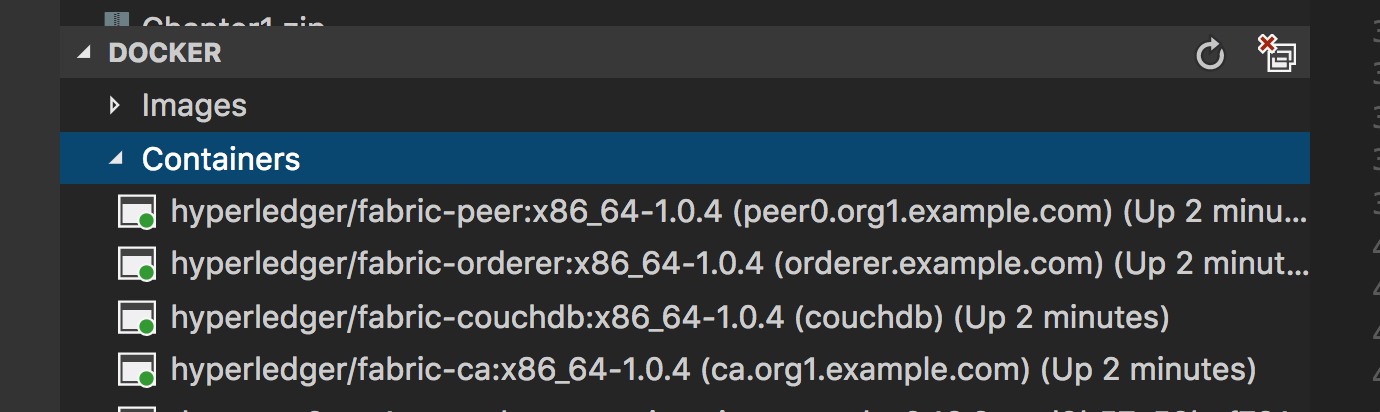 Chapter1.zip
DOCKER
Images
Containers
hyperledger/fabric-peer:x86_64-1.0.4 (peer0.org1.example.com) (Up 2 minu...
hyperledger/fabric-orderer:x86_64-1.0.4 (orderer.example.com) (Up 2 minut...
hyperledger/fabric-couchdb:x86_64-1.0.4 (couchdb) (Up 2 minutes)
hyperledger/fabric-ca:x86_64-1.0.4 (ca.org1.example.com) (Up 2 minutes)